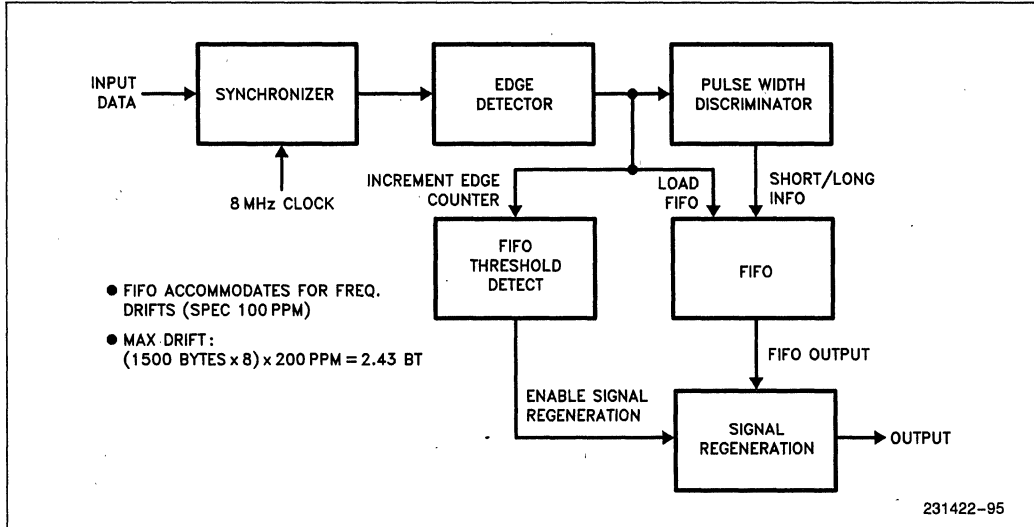 INPUT
DATA
SYNCHRONIZER
8 MHz CLOCK
EDGE
DETECTOR
PULSE WIDTH
DISCRIMINATOR
INCREMENT EDGE
COUNTER
LOAD
FIFO
SHORT/LONG
INFO
FIFO
THRESHOLD
DETECT
FIFO
● FIFO ACCOMMODATES FOR FREQ.
DRIFTS (SPEC 100 PPM)
● MAX DRIFT:
(1500 BYTES x 8) x 200 PPM = 2.43 BT
FIFO OUTPUT
ENABLE SIGNAL
REGENERATION
SIGNAL
REGENERATION
OUTPUT
231422-95